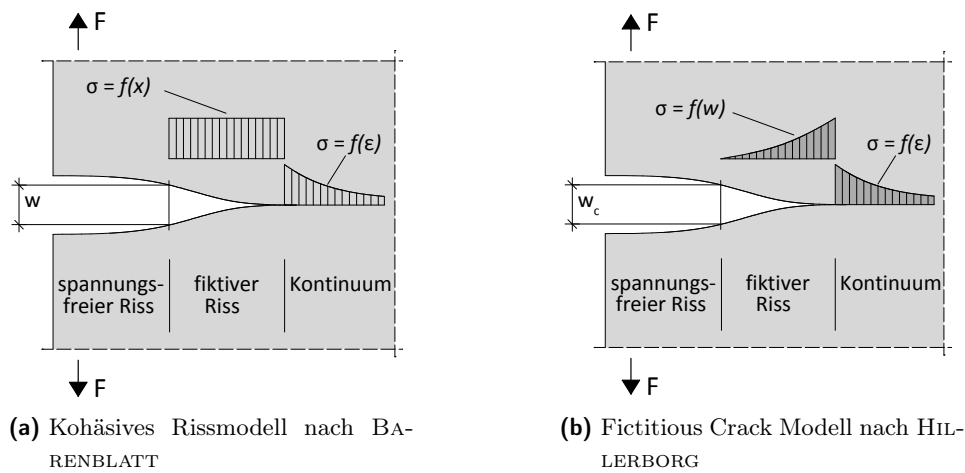 F
σ = f(x)
σ = f(ε)
w
spannungs-
freier Riss
fiktiver
Riss
Kontinuum
F
(a) Kohäsives Rissmodell nach BA-
RENBLATT
F
σ = f(w)
σ = f(ε)
w_c
spannungs-
freier Riss
fiktiver
Riss
Kontinuum
F
(b) Fictitious Crack Modell nach HIL-
LERBORG